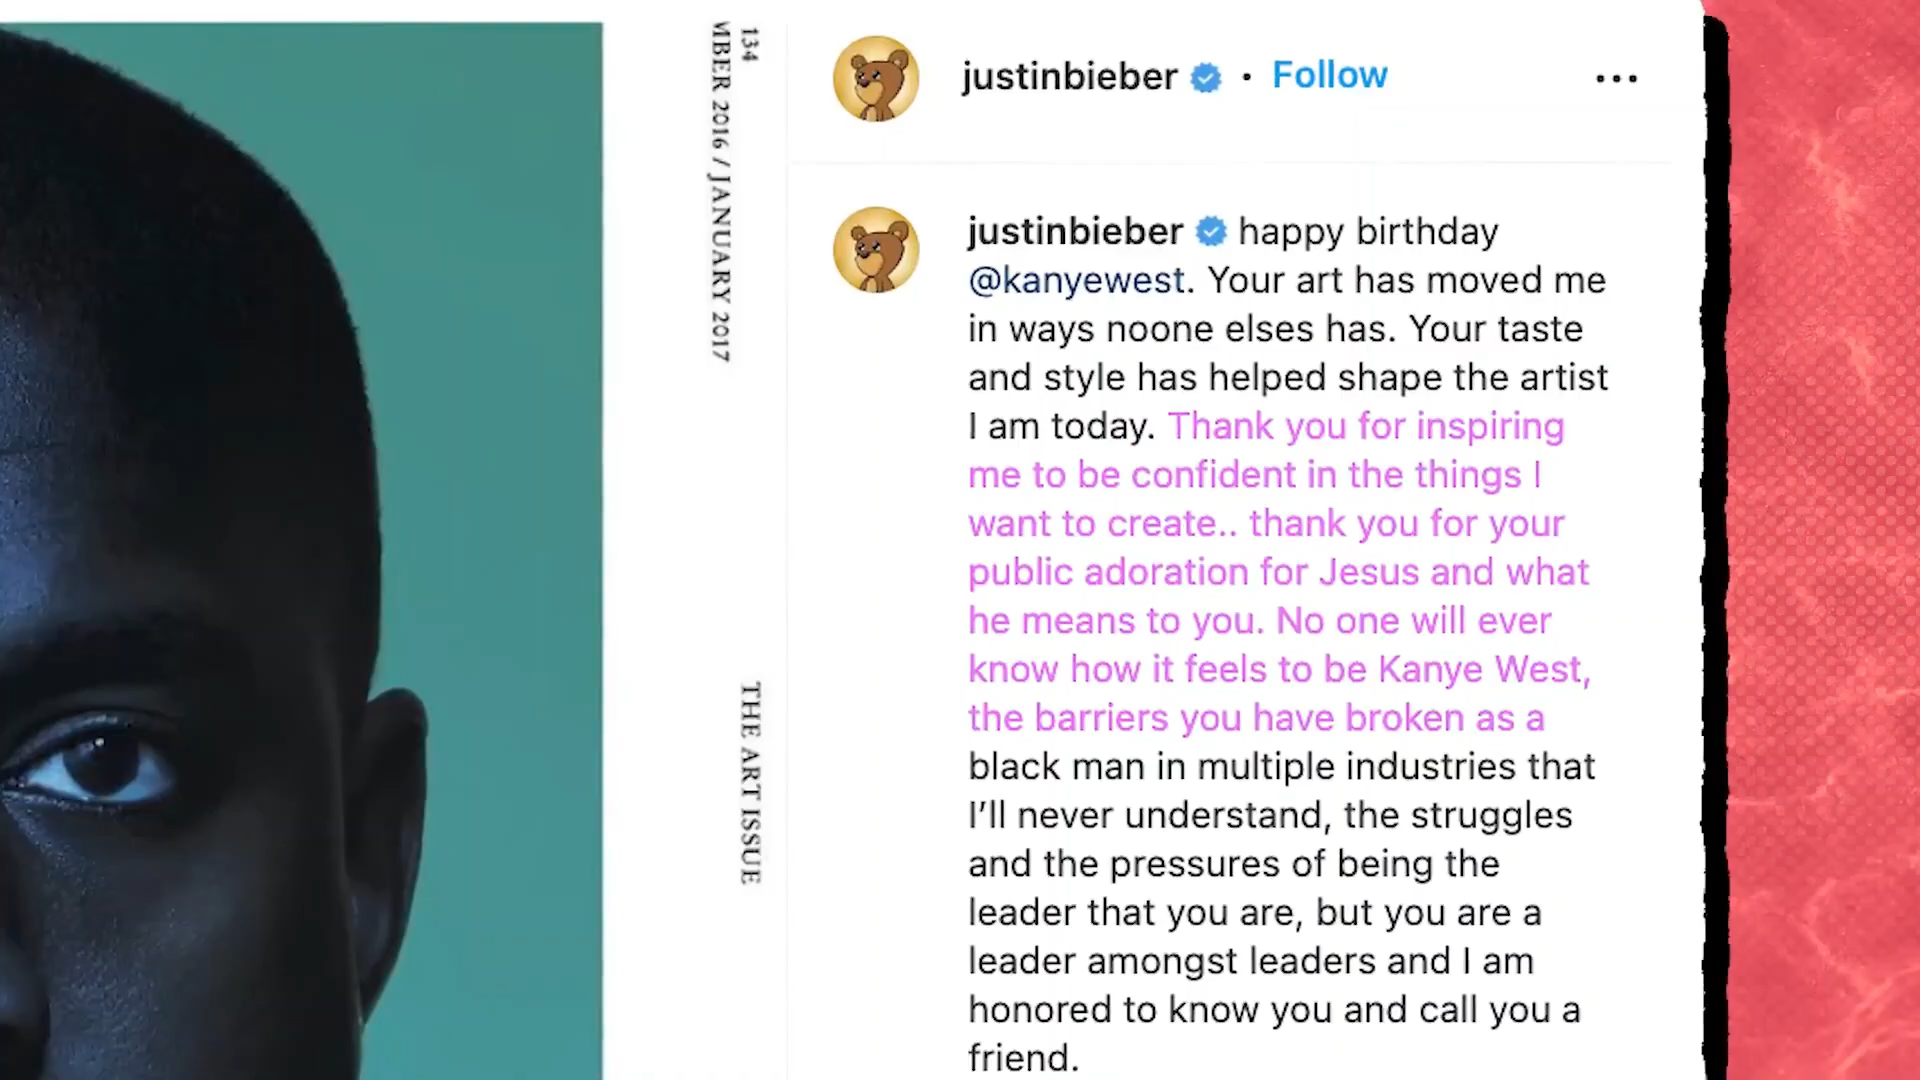 134
MBER 2016 / JANUARY 2017
THE ART ISSUE
justinbieber • Follow
justinbieber happy birthday
@kanyewest. Your art has moved me
in ways noone elses has. Your taste
and style has helped shape the artist
I am today. Thank you for inspiring
me to be confident in the things I
want to create.. thank you for your
public adoration for Jesus and what
he means to you. No one will ever
know how it feels to be Kanye West,
the barriers you have broken as a
black man in multiple industries that
I’ll never understand, the struggles
and the pressures of being the
leader that you are, but you are a
leader amongst leaders and I am
honored to know you and call you a
friend.